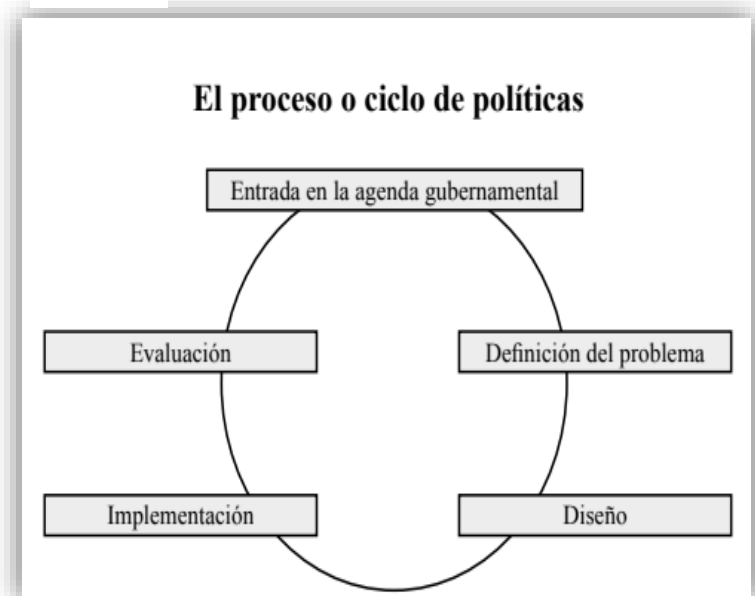 El proceso o ciclo de políticas
Entrada en la agenda gubernamental
Evaluación
Definición del problema
Implementación
Diseño